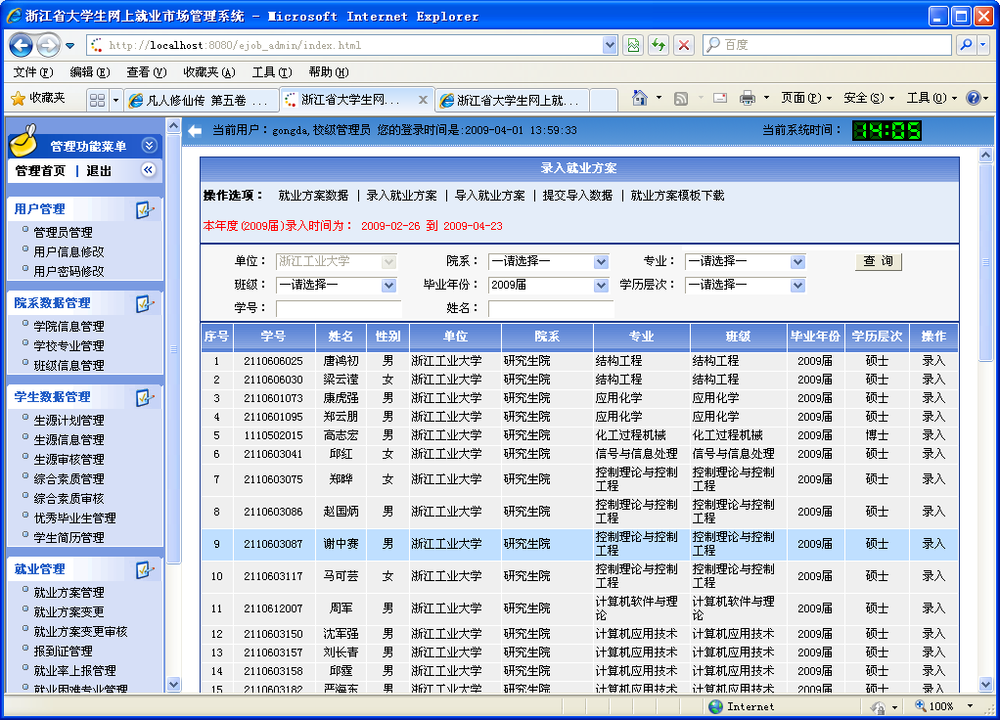 浙江省大学生网上就业市场管理系统 - Microsoft Internet Explorer
http://localhost:8080/ejob_admin/index.html
百度
文件(F) 编辑(E) 查看(V) 收藏夹(A) 工具(T) 帮助(H)
收藏夹 凡人修仙传 第五卷 ... 浙江省大学生网... 浙江省大学生网上就... 页面(P) 安全(S) 工具(O)
管理功能菜单
管理首页 | 退出
用户管理
管理员管理
用户信息修改
用户密码修改
院系数据管理
学院信息管理
学校专业管理
班级信息管理
学生数据管理
生源计划管理
生源信息管理
生源审核管理
综合素质管理
综合素质审核
优秀毕业生管理
学生简历管理
就业管理
就业方案管理
就业方案变更
就业方案变更审核
报到证管理
就业率上报管理
就业困难专业管理
当前用户：gongda,校级管理员 您的登录时间是:2009-04-01 13:59:33 当前系统时间： 14:05
录入就业方案
操作选项： 就业方案数据 | 录入就业方案 | 导入就业方案 | 提交导入数据 | 就业方案模板下载
本年度(2009届)录入时间为： 2009-02-26 到 2009-04-23
单位： 浙江工业大学 院系： —请选择— 专业： —请选择— 查 询
班级： —请选择— 毕业年份： 2009届 学历层次： —请选择—
学号： 姓名：
序号 学号 姓名 性别 单位 院系 专业 班级 毕业年份 学历层次 操作
1 2110606025 唐鸿初 男 浙江工业大学 研究生院 结构工程 结构工程 2009届 硕士 录入
2 2110606030 梁云滢 女 浙江工业大学 研究生院 结构工程 结构工程 2009届 硕士 录入
3 2110601073 康虎强 男 浙江工业大学 研究生院 应用化学 应用化学 2009届 硕士 录入
4 2110601095 郑云朋 男 浙江工业大学 研究生院 应用化学 应用化学 2009届 硕士 录入
5 1110502015 高志宏 男 浙江工业大学 研究生院 化工过程机械 化工过程机械 2009届 博士 录入
6 2110603041 邱红 女 浙江工业大学 研究生院 信号与信息处理 信号与信息处理 2009届 硕士 录入
7 2110603075 郑晔 女 浙江工业大学 研究生院 控制理论与控制工程 控制理论与控制工程 2009届 硕士 录入
8 2110603086 赵国炳 男 浙江工业大学 研究生院 控制理论与控制工程 控制理论与控制工程 2009届 硕士 录入
9 2110603087 谢中赛 男 浙江工业大学 研究生院 控制理论与控制工程 控制理论与控制工程 2009届 硕士 录入
10 2110603117 马可芸 女 浙江工业大学 研究生院 控制理论与控制工程 控制理论与控制工程 2009届 硕士 录入
11 2110612007 周军 男 浙江工业大学 研究生院 计算机软件与理论 计算机软件与理论 2009届 硕士 录入
12 2110603150 沈军强 男 浙江工业大学 研究生院 计算机应用技术 计算机应用技术 2009届 硕士 录入
13 2110603157 刘长青 男 浙江工业大学 研究生院 计算机应用技术 计算机应用技术 2009届 硕士 录入
14 2110603158 邱霆 男 浙江工业大学 研究生院 计算机应用技术 计算机应用技术 2009届 硕士 录入
15 2110603182 严海东 男 浙江工业大学 研究生院 计算机应用技术 计算机应用技术 2009届 硕士 录入
Internet 100%